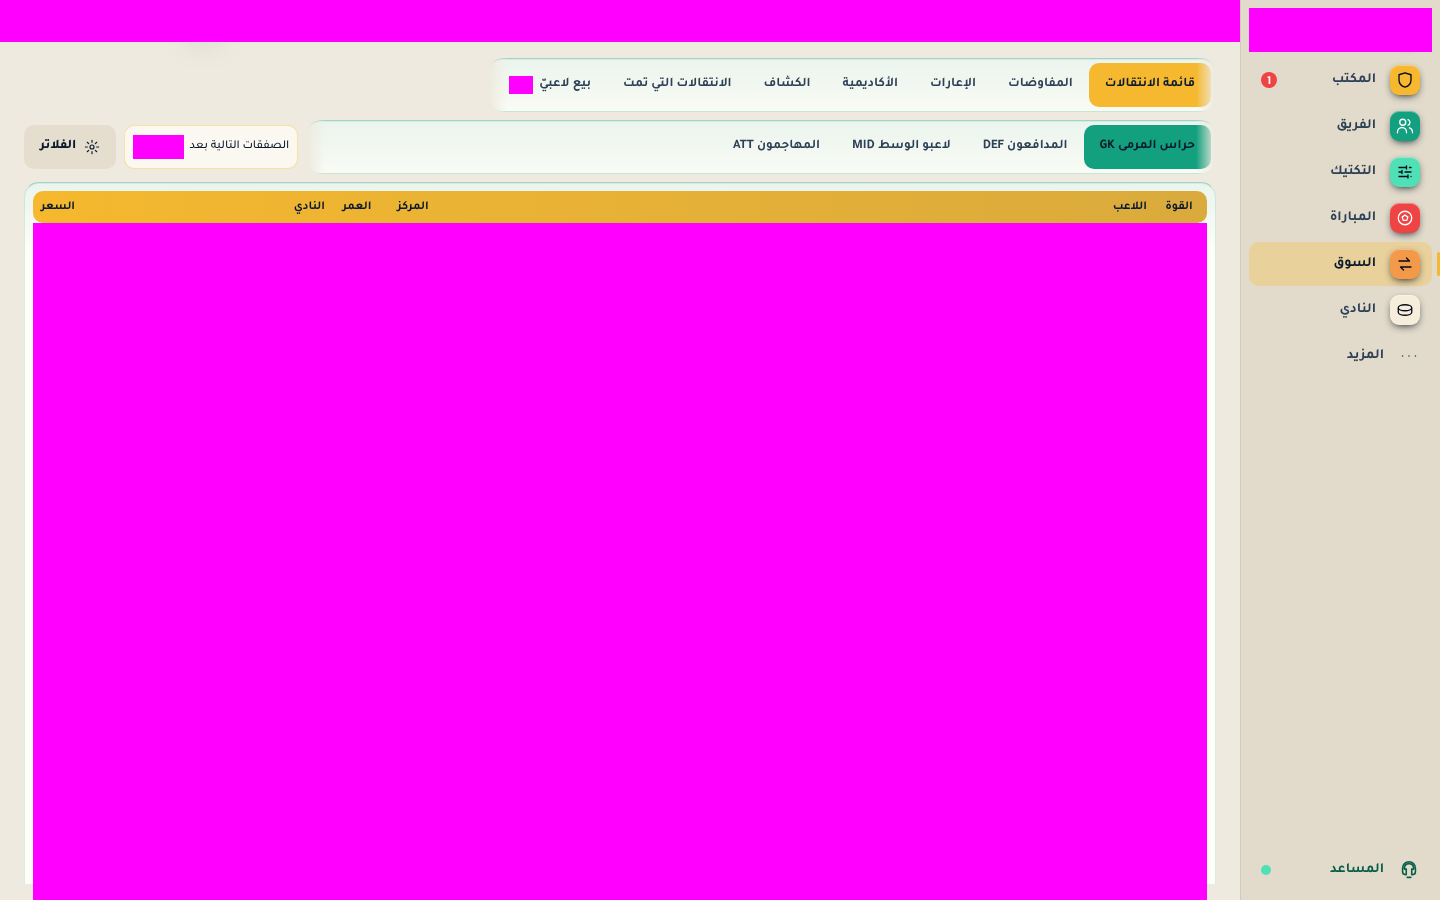 المكتب
1
الفريق
التكتيك
المباراة
السوق
النادي
المزيد
المساعد
قائمة الانتقالات
المفاوضات
الإعارات
الأكاديمية
الكشاف
الانتقالات التي تمت
بيع لاعبيّ
حراس المرمى GK
المدافعون DEF
لاعبو الوسط MID
المهاجمون ATT
الصفقات التالية بعد
الفلاتر
القوة
اللاعب
المركز
العمر
النادي
السعر